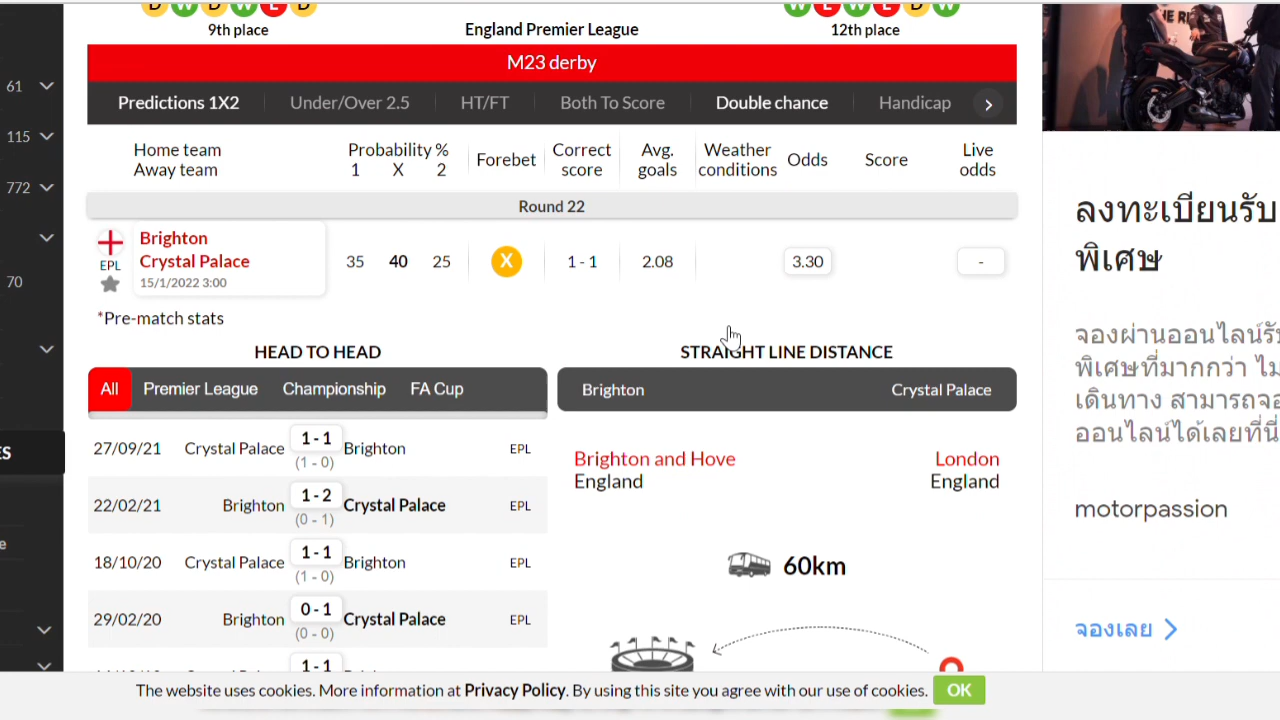 D W D W L D
W L W L D W
9th place
England Premier League
12th place
M23 derby
Predictions 1X2
Under/Over 2.5
HT/FT
Both To Score
Double chance
Handicap
Home team
Away team
Probability %
1 X 2
Forebet
Correct
score
Avg.
goals
Weather
conditions
Odds
Score
Live
odds
Round 22
EPL
Brighton
Crystal Palace
15/1/2022 3:00
35 40 25 X 1 - 1 2.08 3.30 -
*Pre-match stats
HEAD TO HEAD
All Premier League Championship FA Cup
27/09/21 Crystal Palace 1 - 1 Brighton EPL
(1 - 0)
22/02/21 Brighton 1 - 2 Crystal Palace EPL
(0 - 1)
18/10/20 Crystal Palace 1 - 1 Brighton EPL
(1 - 0)
29/02/20 Brighton 0 - 1 Crystal Palace EPL
(0 - 0)
1 - 1
STRAIGHT LINE DISTANCE
Brighton Crystal Palace
Brighton and Hove
England
London
England
60km
The website uses cookies. More information at Privacy Policy. By using this site you agree with our use of cookies. OK
61
115
772
70
ES
e
THE RI
ลงทะเบียนรับ
พิเศษ
จองผ่านออนไลน์รับ
พิเศษที่มากกว่า ไม่
เดินทาง สามารถจอ
ออนไลน์ได้เลยที่นี่
motorpassion
จองเลย